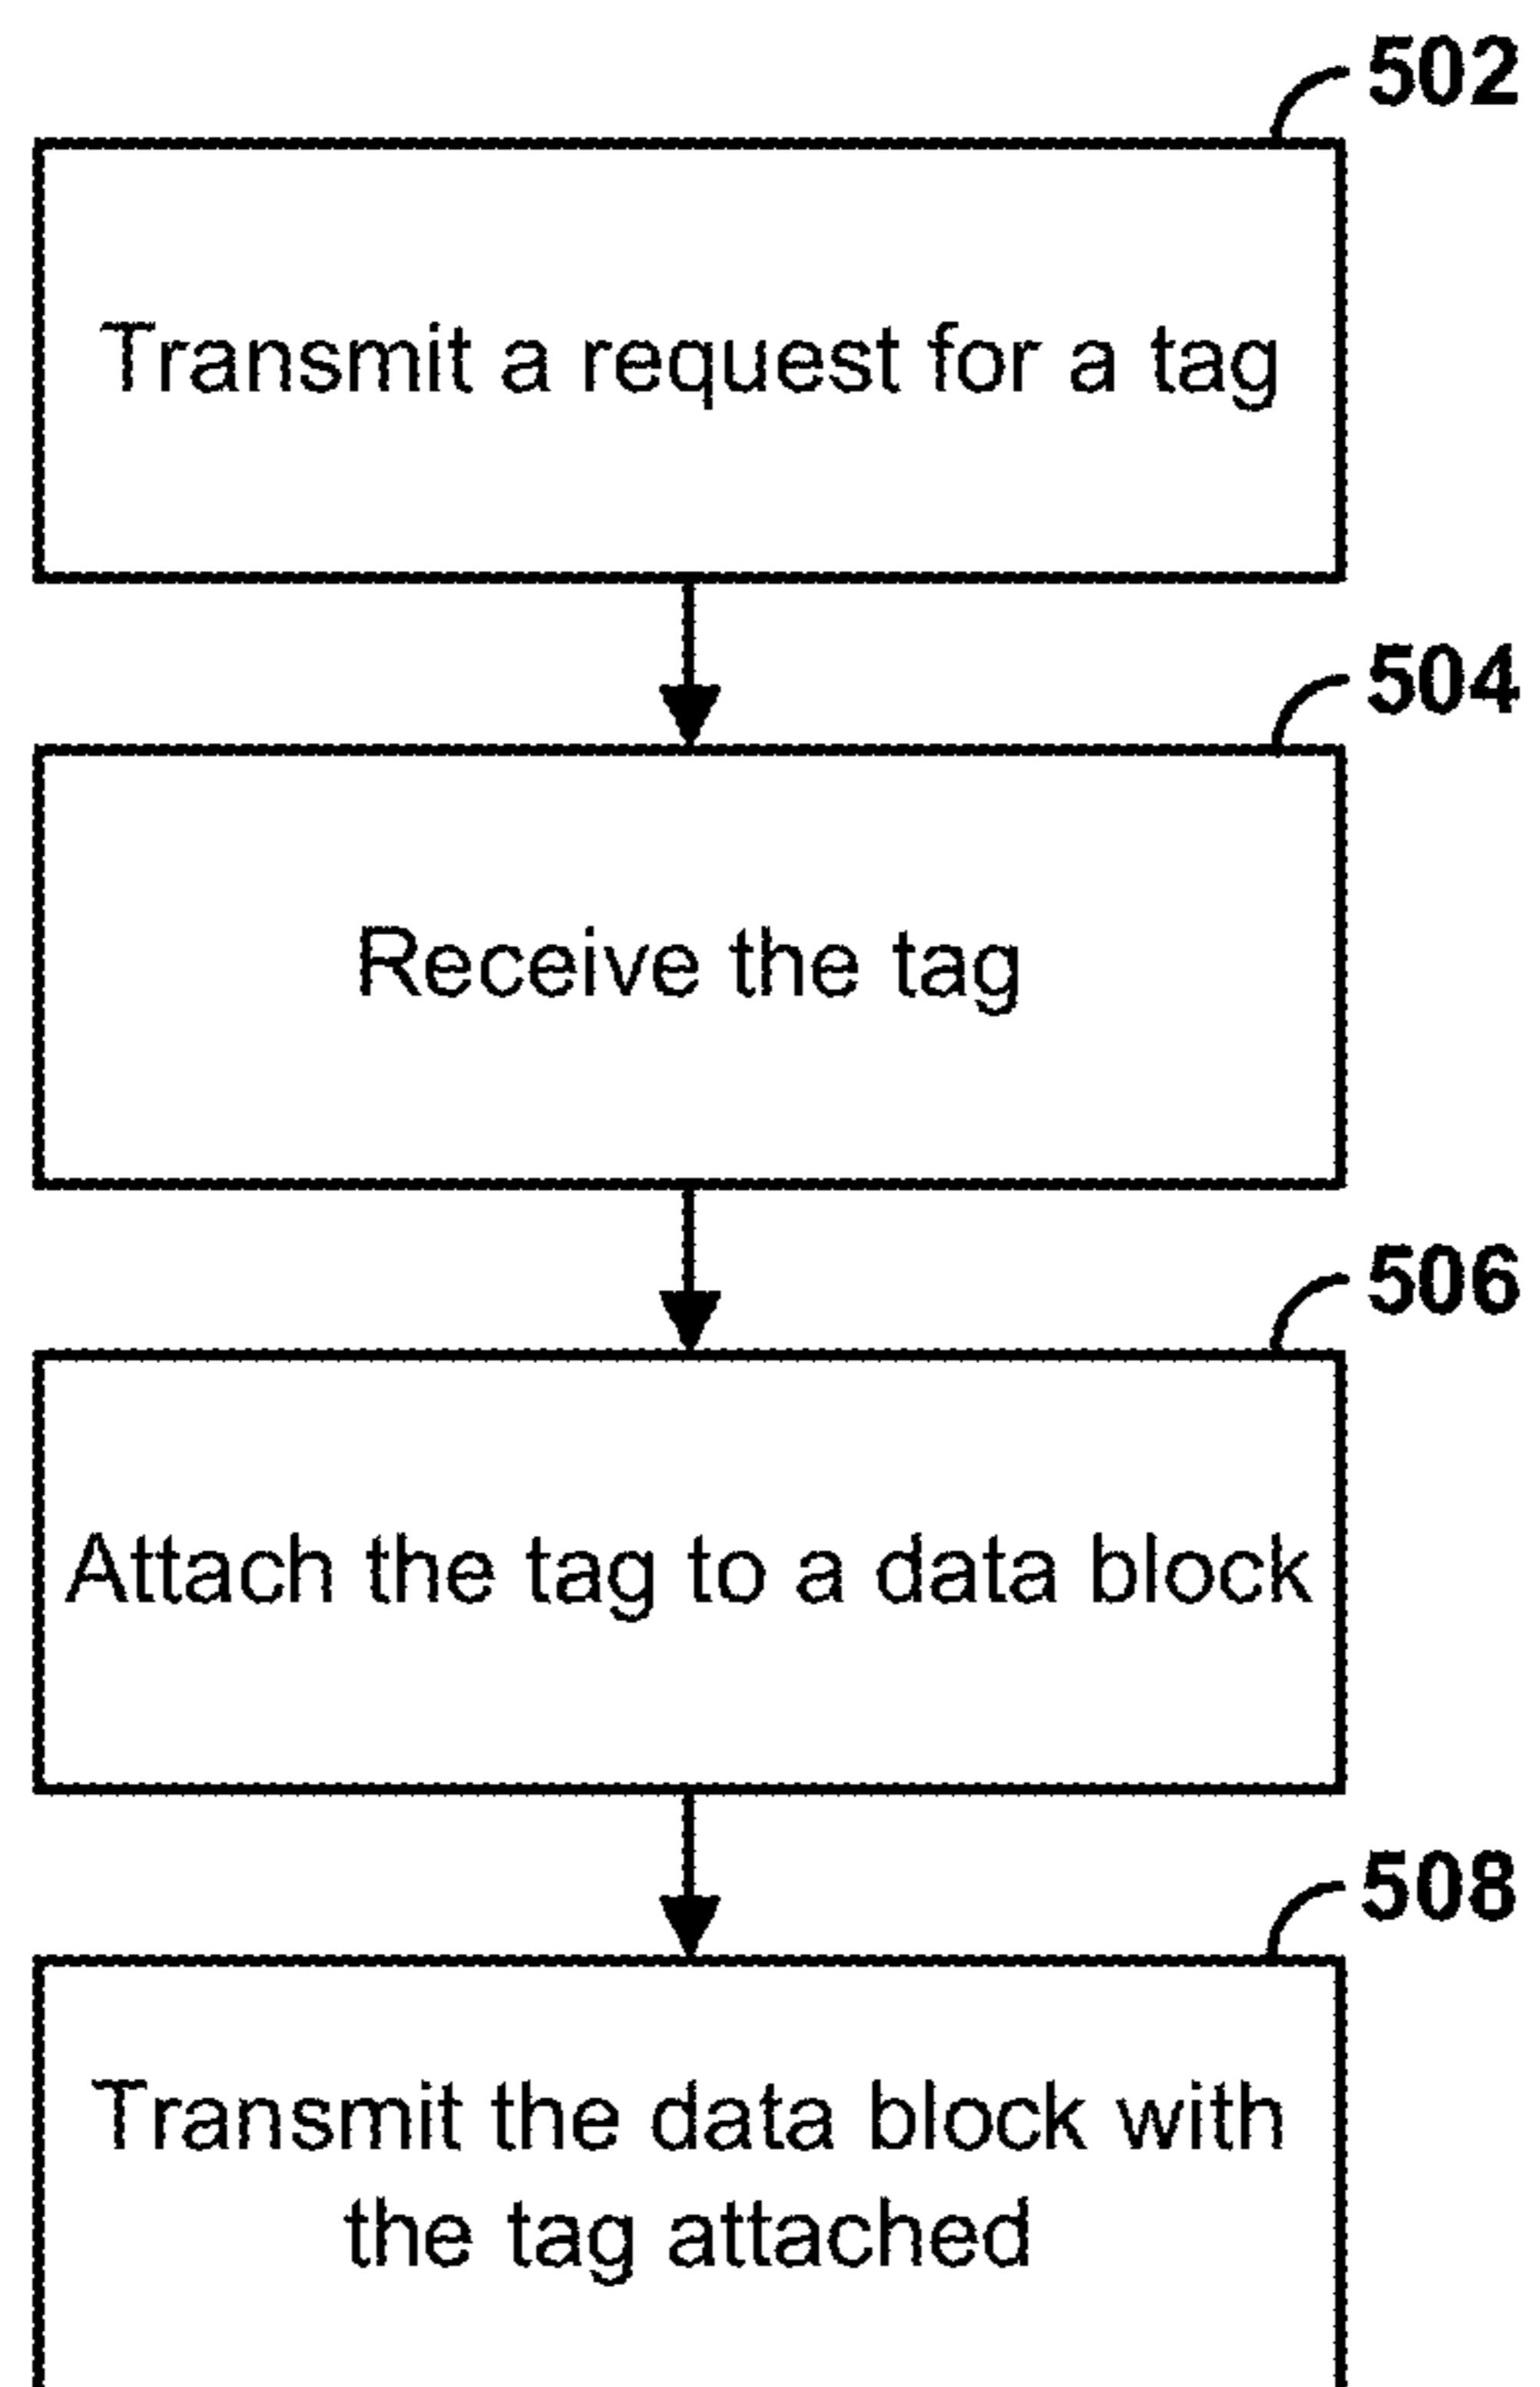 502
Transmit a request for a tag
504
Receive the tag
506
Attach the tag to a data block
508
Transmit the data block with
the tag attached